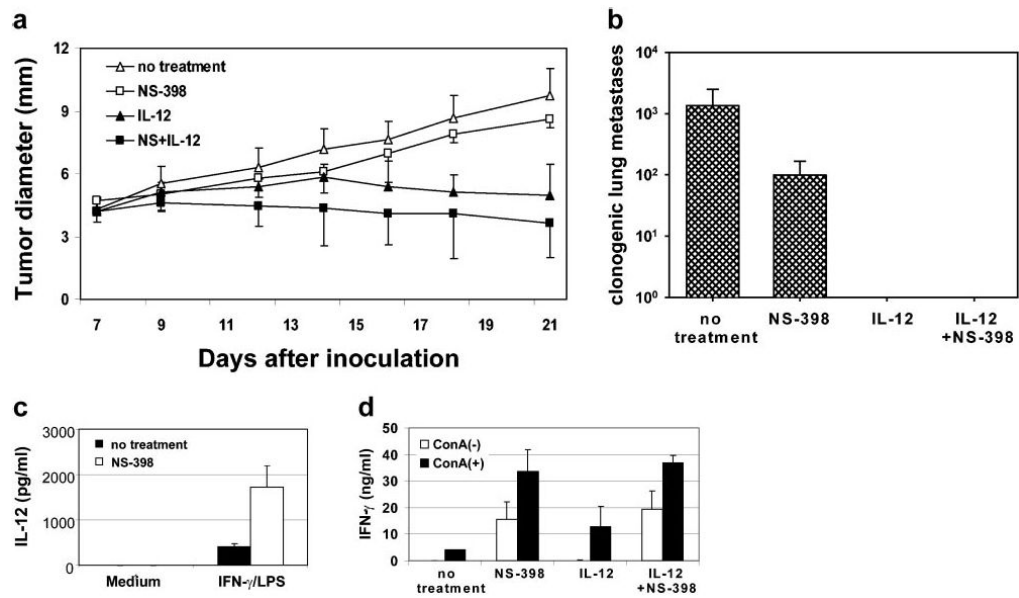 a
Tumor diameter (mm)
12
9
6
3
0
no treatment
NS-398
IL-12
NS+IL-12
7 9 11 13 15 17 19 21
Days after inoculation
b
clonogenic lung metastases
10⁴
10³
10²
10¹
10⁰
no NS-398 IL-12 IL-12
treatment +NS-398
c
IL-12 (pg/ml)
3000
2000
1000
0
no treatment
NS-398
Medium IFN-γ/LPS
d
IFN-γ (ng/ml)
50
40
30
20
10
0
ConA(-)
ConA(+)
no NS-398 IL-12 IL-12
treatment +NS-398